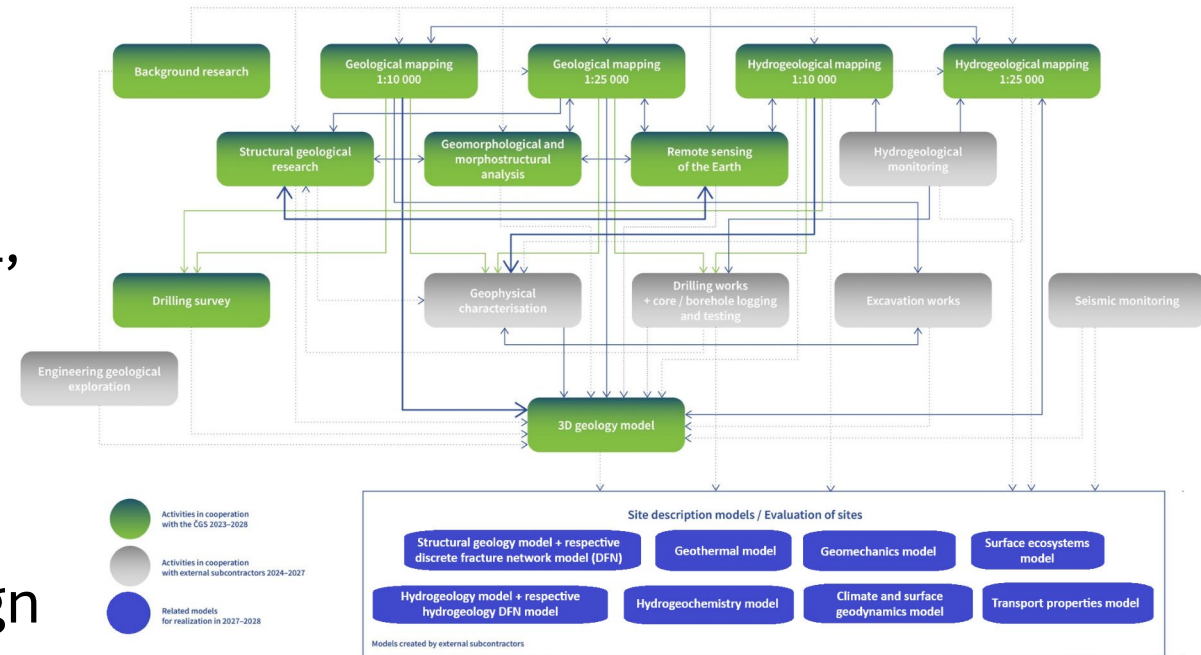 Background research
Geological mapping
1:10 000
Geological mapping
1:25 000
Hydrogeological mapping
1:10 000
Hydrogeological mapping
1:25 000
Structural geological
research
Geomorphological and
morphostructural
analysis
Remote sensing
of the Earth
Hydrogeological
monitoring
Drilling survey
Geophysical
characterisation
Drilling works
+ core / borehole logging
and testing
Excavation works
Seismic monitoring
Engineering geological
exploration
3D geology model
Activities in cooperation
with the ČGS 2023–2028
Activities in cooperation
with external subcontractors 2024–2027
Related models
for realization in 2027–2028
Site description models / Evaluation of sites
Structural geology model + respective
discrete fracture network model (DFN)
Geothermal model
Geomechanics model
Surface ecosystems
model
Hydrogeology model + respective
hydrogeology DFN model
Hydrogeochemistry model
Climate and surface
geodynamics model
Transport properties model
Models created by external subcontractors